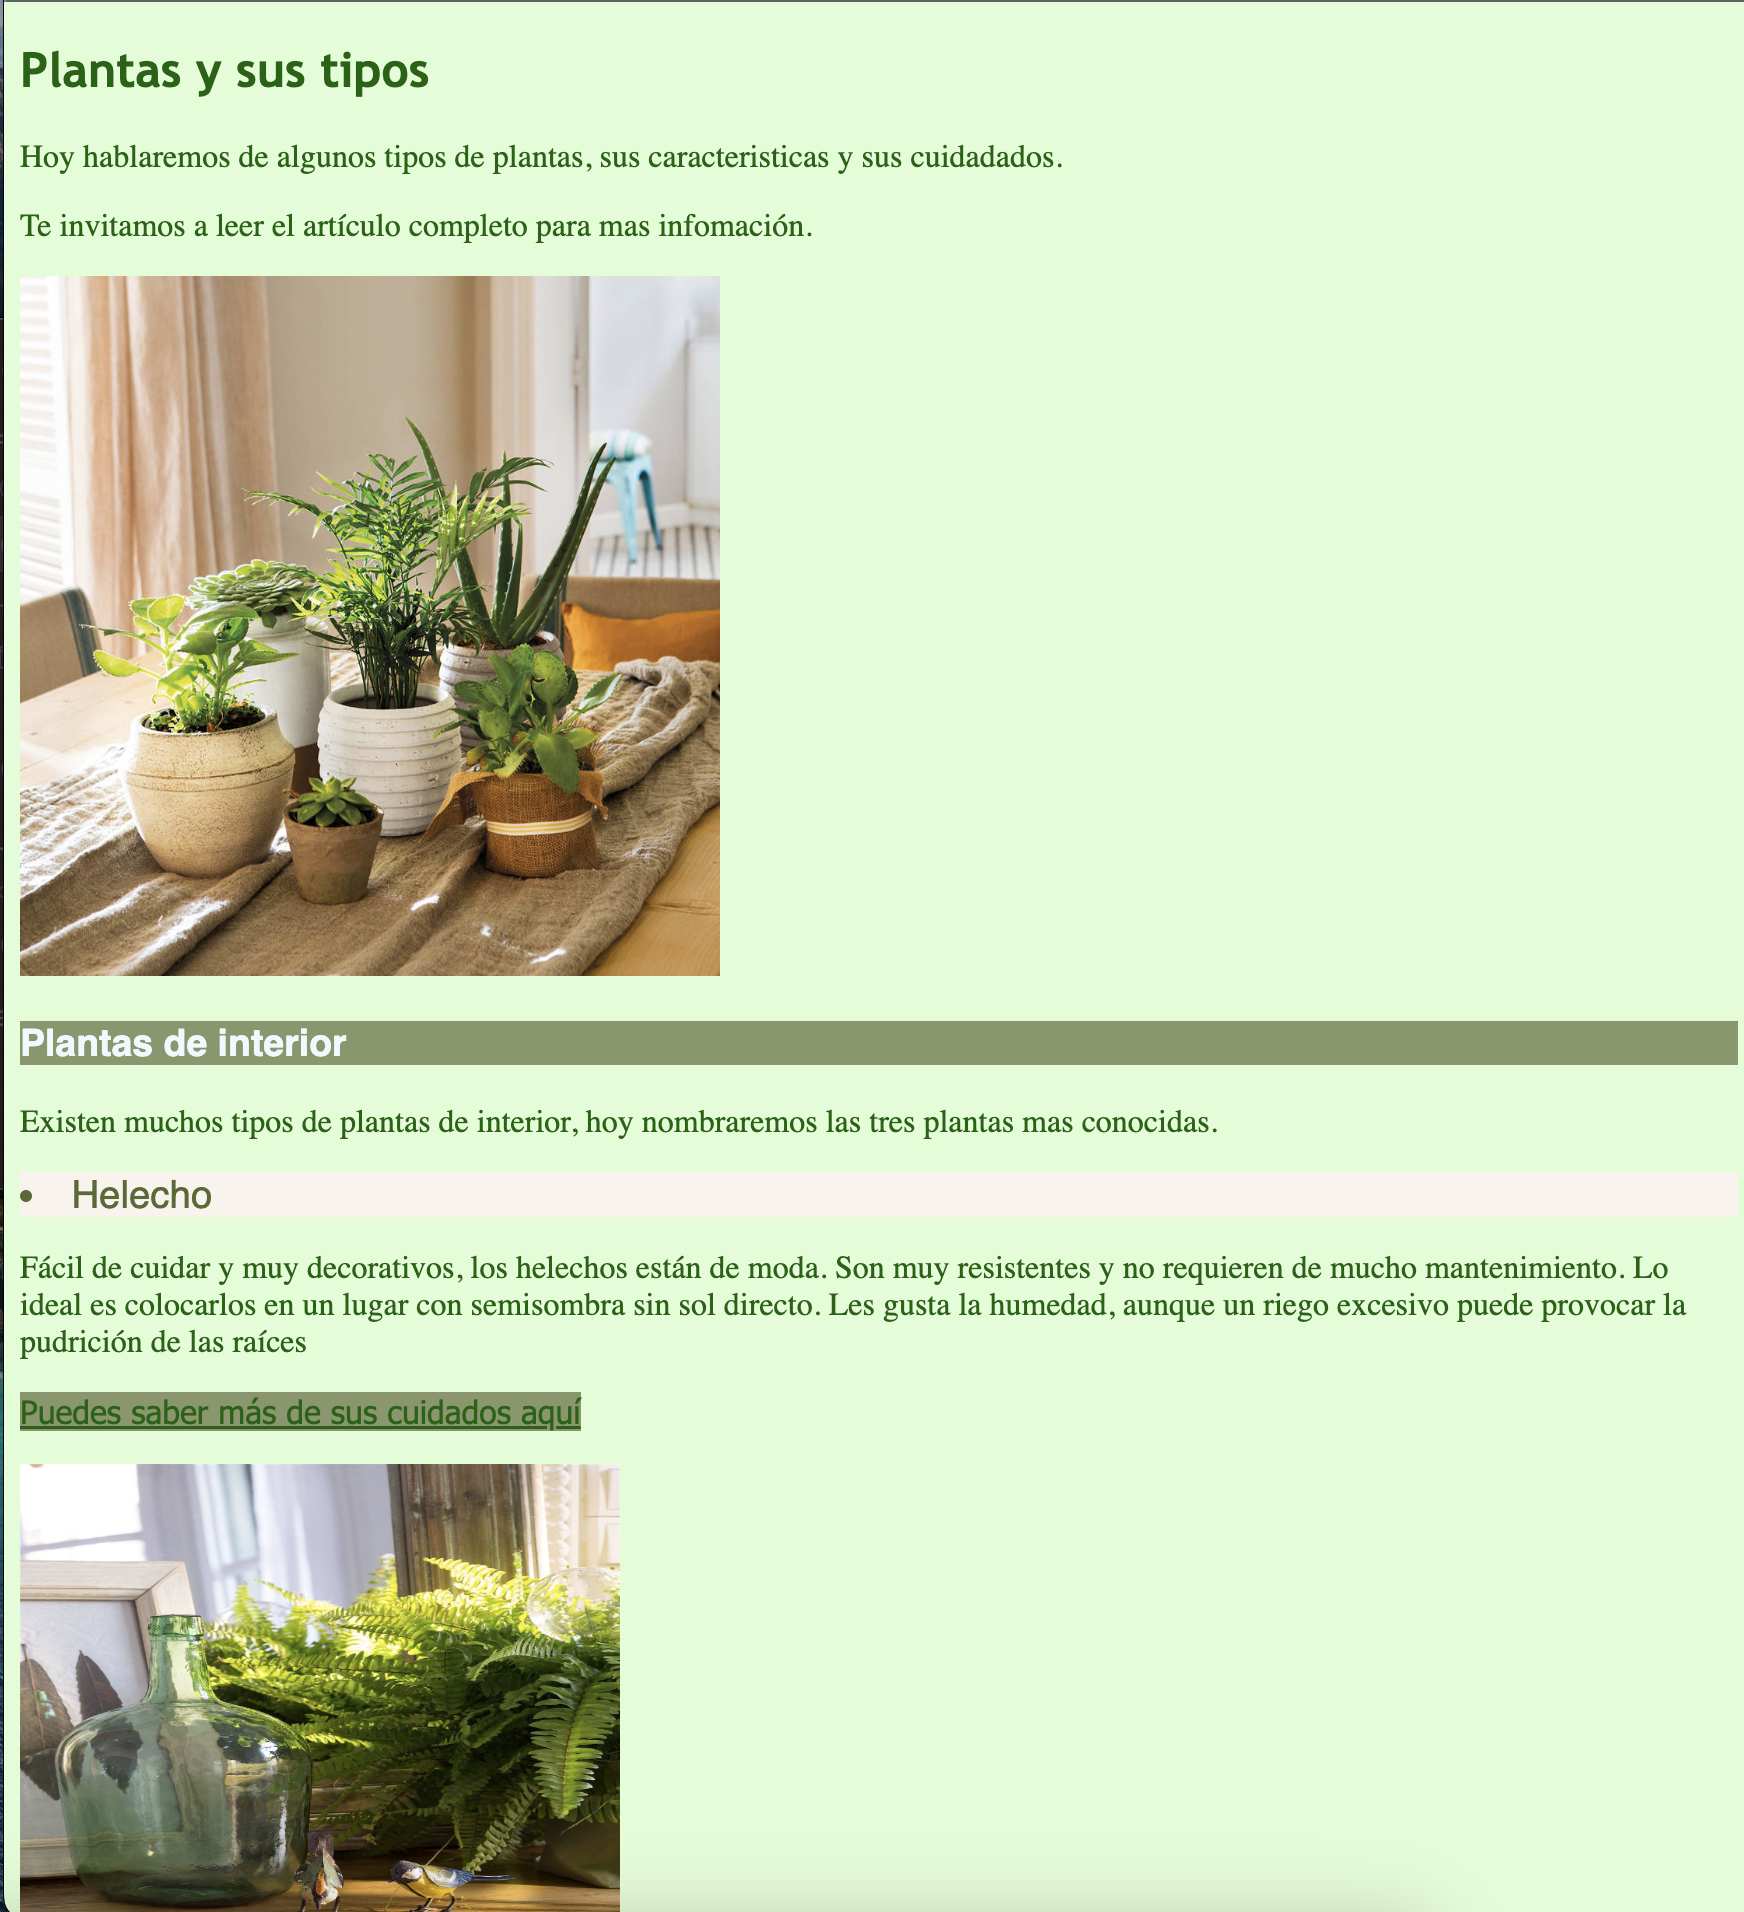 Plantas y sus tipos
Hoy hablaremos de algunos tipos de plantas, sus caracteristicas y sus cuidadados.
Te invitamos a leer el artículo completo para mas infomación.
Plantas de interior
Existen muchos tipos de plantas de interior, hoy nombraremos las tres plantas mas conocidas.
• Helecho
Fácil de cuidar y muy decorativos, los helechos están de moda. Son muy resistentes y no requieren de mucho mantenimiento. Lo
ideal es colocarlos en un lugar con semisombra sin sol directo. Les gusta la humedad, aunque un riego excesivo puede provocar la
pudrición de las raíces
Puedes saber más de sus cuidados aquí